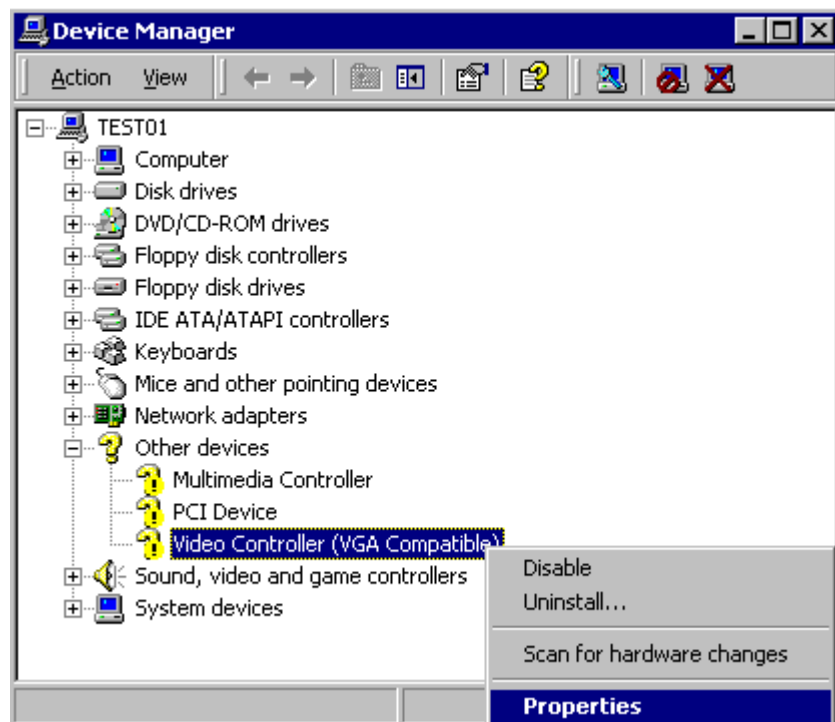 Device Manager
Action View
TEST01
Computer
Disk drives
DVD/CD-ROM drives
Floppy disk controllers
Floppy disk drives
IDE ATA/ATAPI controllers
Keyboards
Mice and other pointing devices
Network adapters
Other devices
Multimedia Controller
PCI Device
Video Controller (VGA Compatible)
Sound, video and game controllers
System devices
Disable
Uninstall...
Scan for hardware changes
Properties